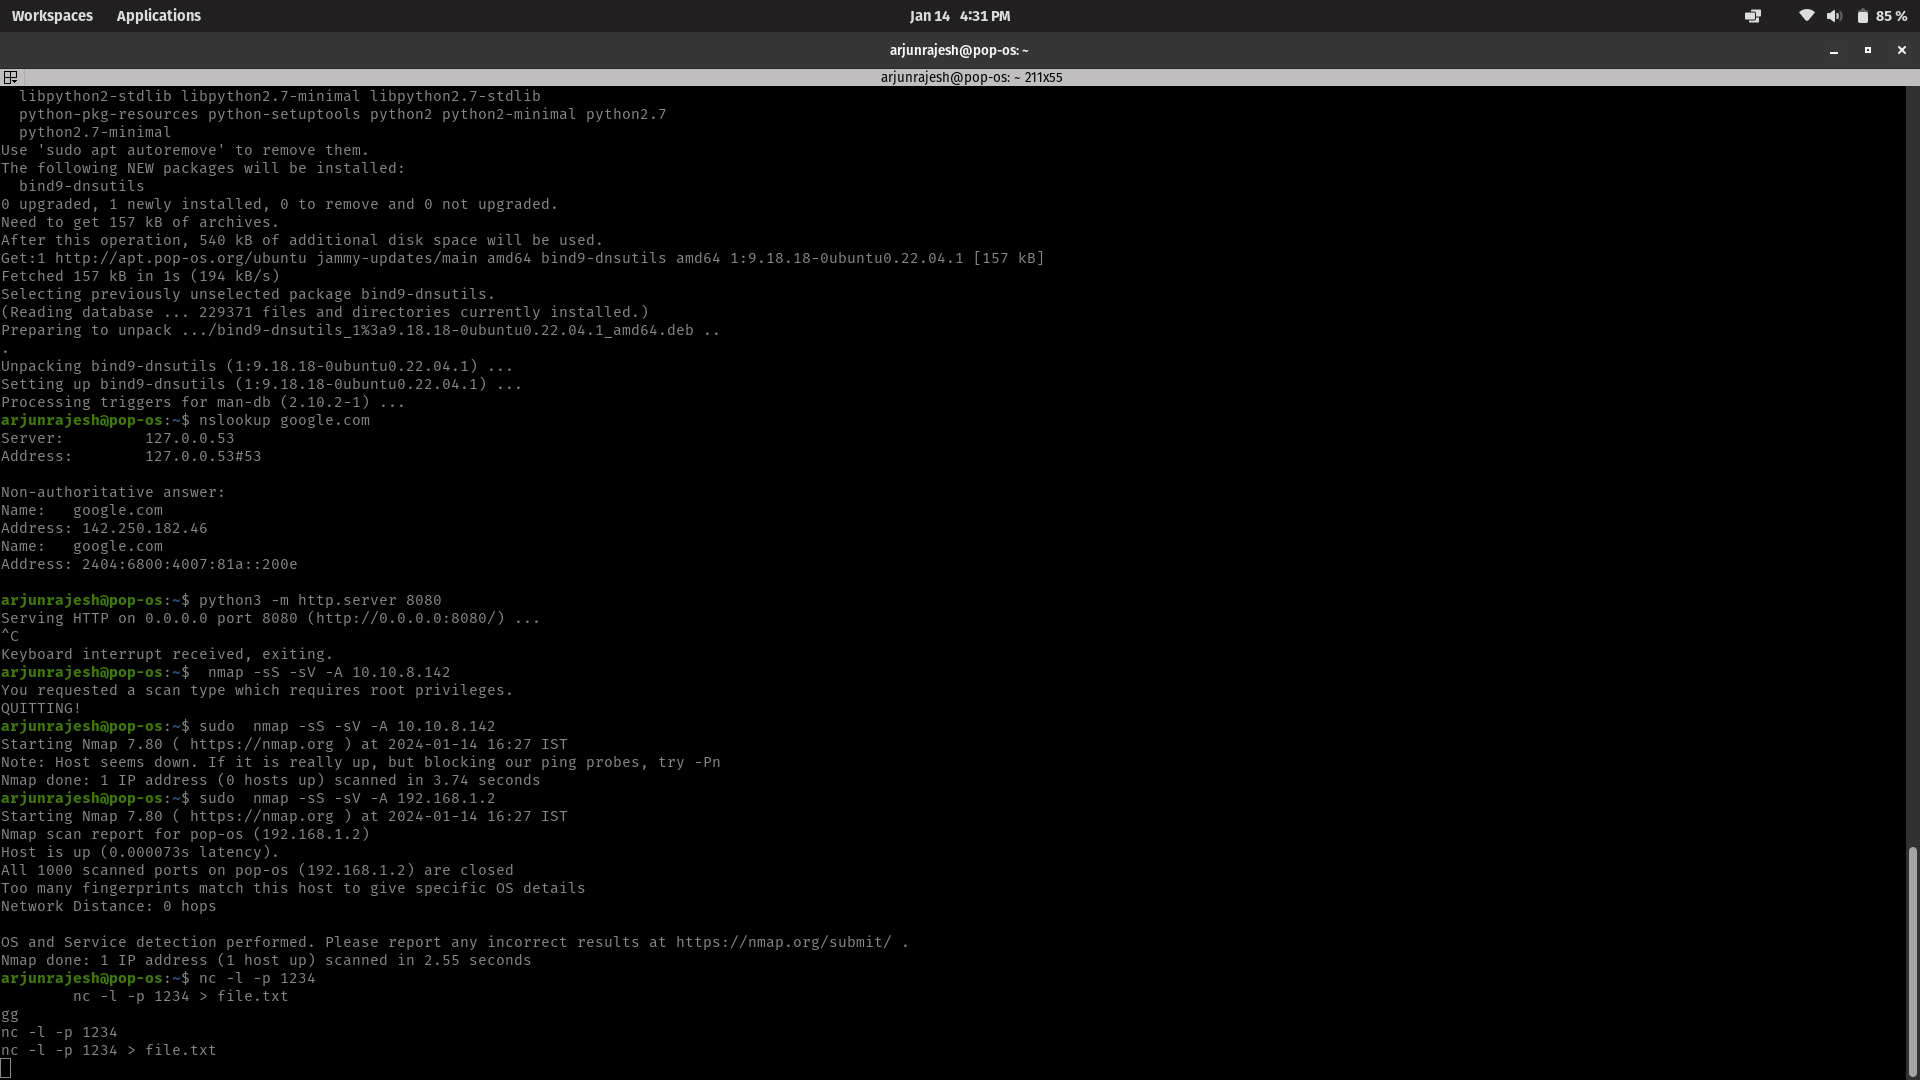 Workspaces Applications Jan 14 4:31 PM 85 %
arjunrajesh@pop-os: ~
arjunrajesh@pop-os: ~ 211x55
  libpython2-stdlib libpython2.7-minimal libpython2.7-stdlib
  python-pkg-resources python-setuptools python2 python2-minimal python2.7
  python2.7-minimal
Use 'sudo apt autoremove' to remove them.
The following NEW packages will be installed:
  bind9-dnsutils
0 upgraded, 1 newly installed, 0 to remove and 0 not upgraded.
Need to get 157 kB of archives.
After this operation, 540 kB of additional disk space will be used.
Get:1 http://apt.pop-os.org/ubuntu jammy-updates/main amd64 bind9-dnsutils amd64 1:9.18.18-0ubuntu0.22.04.1 [157 kB]
Fetched 157 kB in 1s (194 kB/s)
Selecting previously unselected package bind9-dnsutils.
(Reading database ... 229371 files and directories currently installed.)
Preparing to unpack .../bind9-dnsutils_1%3a9.18.18-0ubuntu0.22.04.1_amd64.deb ..
.
Unpacking bind9-dnsutils (1:9.18.18-0ubuntu0.22.04.1) ...
Setting up bind9-dnsutils (1:9.18.18-0ubuntu0.22.04.1) ...
Processing triggers for man-db (2.10.2-1) ...
arjunrajesh@pop-os:~$ nslookup google.com
Server:         127.0.0.53
Address:        127.0.0.53#53

Non-authoritative answer:
Name:   google.com
Address: 142.250.182.46
Name:   google.com
Address: 2404:6800:4007:81a::200e

arjunrajesh@pop-os:~$ python3 -m http.server 8080
Serving HTTP on 0.0.0.0 port 8080 (http://0.0.0.0:8080/) ...
^C
Keyboard interrupt received, exiting.
arjunrajesh@pop-os:~$  nmap -sS -sV -A 10.10.8.142
You requested a scan type which requires root privileges.
QUITTING!
arjunrajesh@pop-os:~$ sudo  nmap -sS -sV -A 10.10.8.142
Starting Nmap 7.80 ( https://nmap.org ) at 2024-01-14 16:27 IST
Note: Host seems down. If it is really up, but blocking our ping probes, try -Pn
Nmap done: 1 IP address (0 hosts up) scanned in 3.74 seconds
arjunrajesh@pop-os:~$ sudo  nmap -sS -sV -A 192.168.1.2
Starting Nmap 7.80 ( https://nmap.org ) at 2024-01-14 16:27 IST
Nmap scan report for pop-os (192.168.1.2)
Host is up (0.000073s latency).
All 1000 scanned ports on pop-os (192.168.1.2) are closed
Too many fingerprints match this host to give specific OS details
Network Distance: 0 hops

OS and Service detection performed. Please report any incorrect results at https://nmap.org/submit/ .
Nmap done: 1 IP address (1 host up) scanned in 2.55 seconds
arjunrajesh@pop-os:~$ nc -l -p 1234
        nc -l -p 1234 > file.txt
gg
nc -l -p 1234
nc -l -p 1234 > file.txt